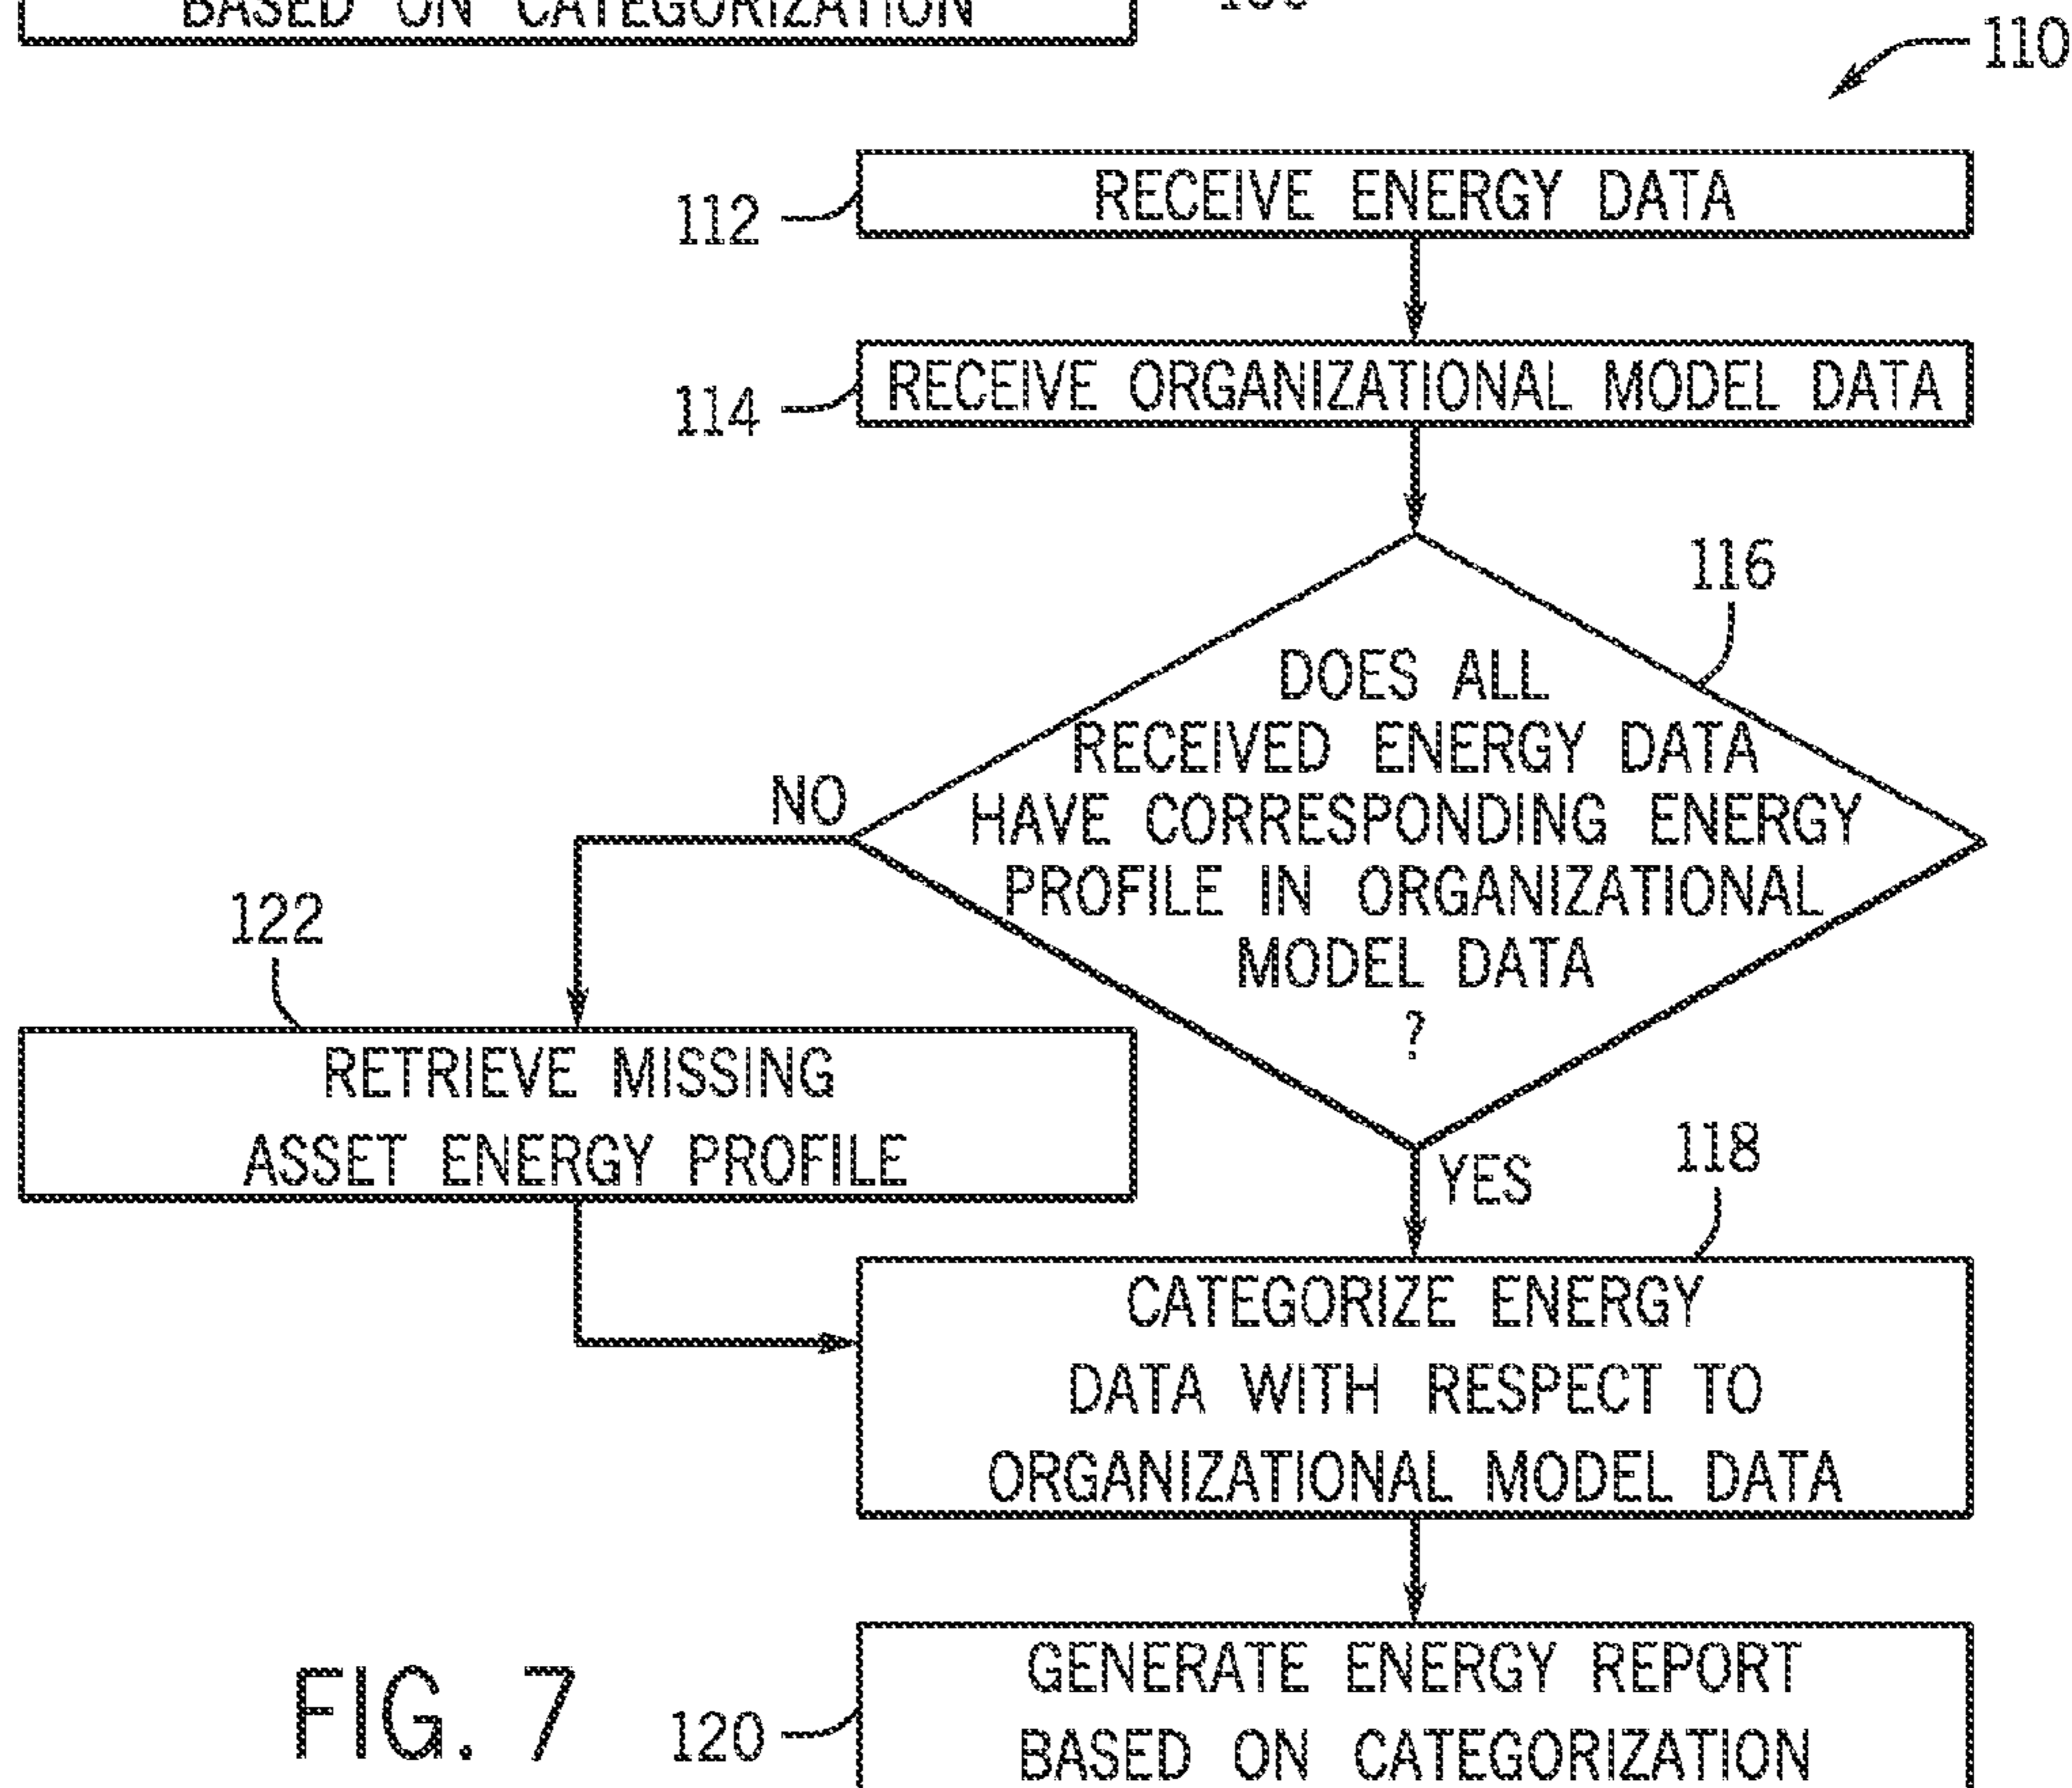 BASED ON CATEGORIZATION
110
RECEIVE ENERGY DATA
112
RECEIVE ORGANIZATIONAL MODEL DATA
114
116
DOES ALL
RECEIVED ENERGY DATA
HAVE CORRESPONDING ENERGY
PROFILE IN ORGANIZATIONAL
MODEL DATA
?
NO
122
RETRIEVE MISSING
ASSET ENERGY PROFILE
YES
118
CATEGORIZE ENERGY
DATA WITH RESPECT TO
ORGANIZATIONAL MODEL DATA
GENERATE ENERGY REPORT
BASED ON CATEGORIZATION
120
FIG. 7